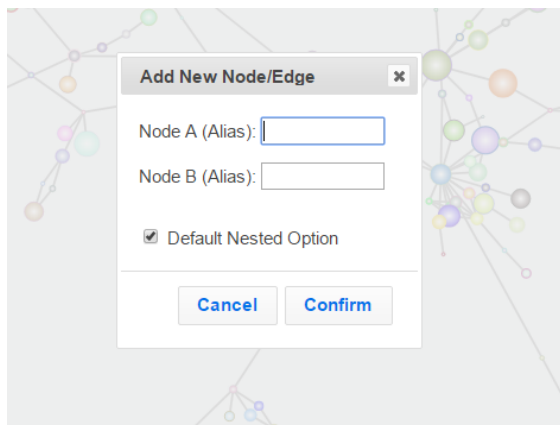 Add New Node/Edge
Node A (Alias):
Node B (Alias):
Default Nested Option
Cancel Confirm